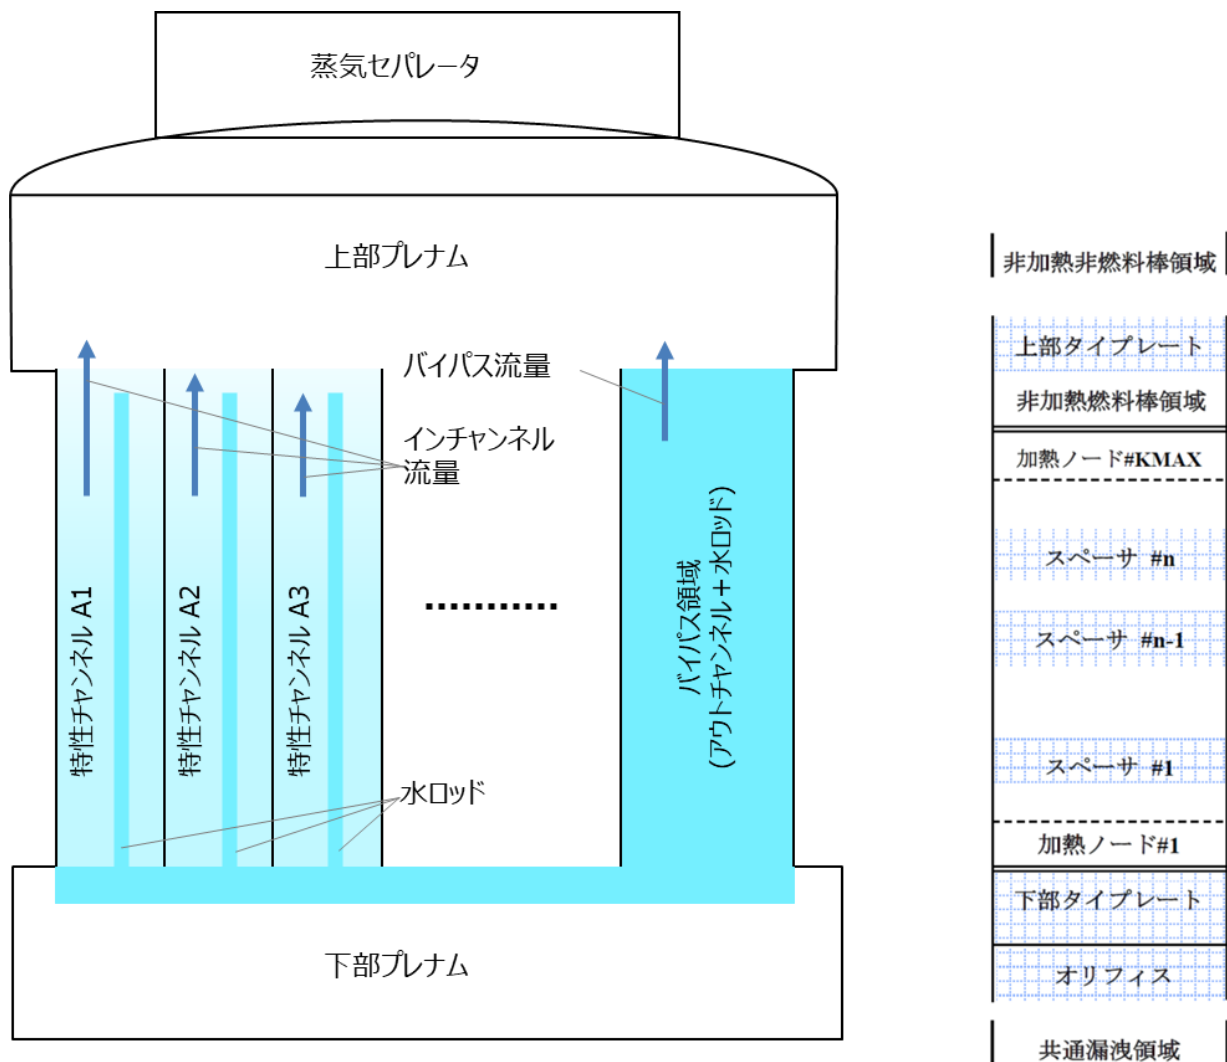 蒸気セパレータ
上部プレナム
バイパス流量
インチャンネル
流量
特性チャンネル A1
特性チャンネル A2
特性チャンネル A3
…………
バイパス領域
(アウトチャンネル＋水ロッド)
水ロッド
下部プレナム
非加熱非燃料棒領域
上部タイプレート
非加熱燃料棒領域
加熱ノード#KMAX
スペーサ #n
スペーサ #n-1
スペーサ #1
加熱ノード#1
下部タイプレート
オリフィス
共通漏洩領域